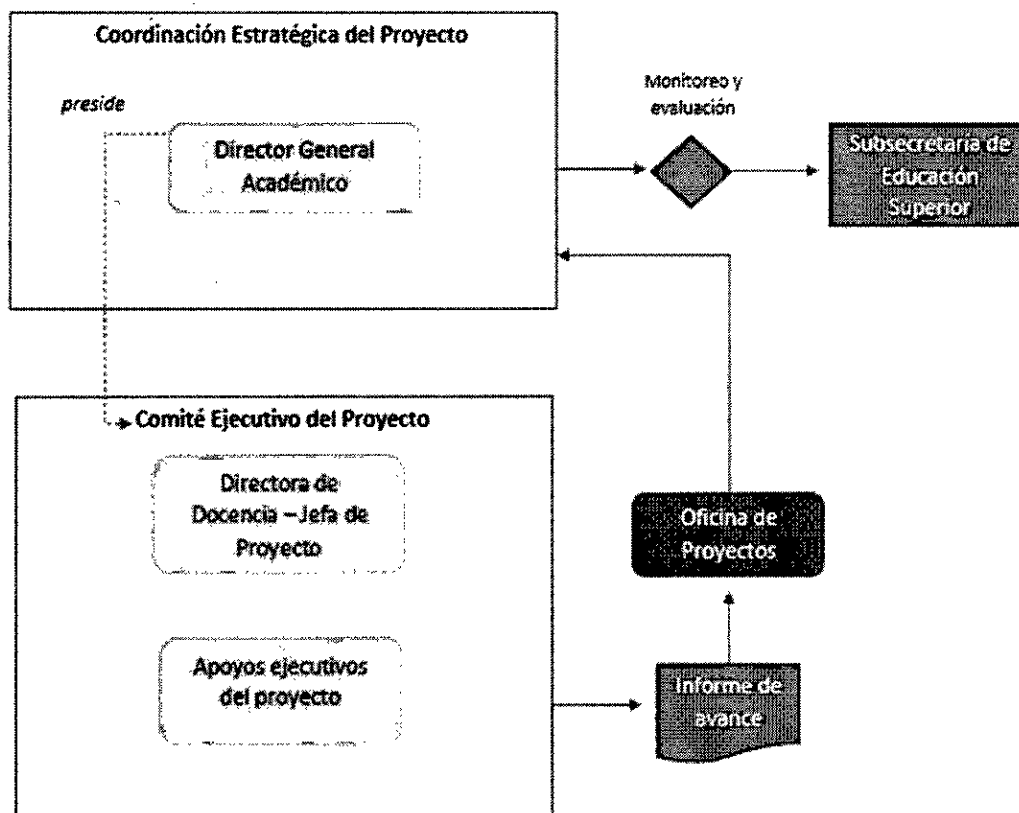 Coordinación Estratégica del Proyecto
preside
Director General
Académico
Monitoreo y
evaluación
Subsecretaría de
Educación
Superior
Comité Ejecutivo del Proyecto
Directora de
Docencia – Jefa de
Proyecto
Apoyos ejecutivos
del proyecto
Oficina de
Proyectos
Informe de
avance